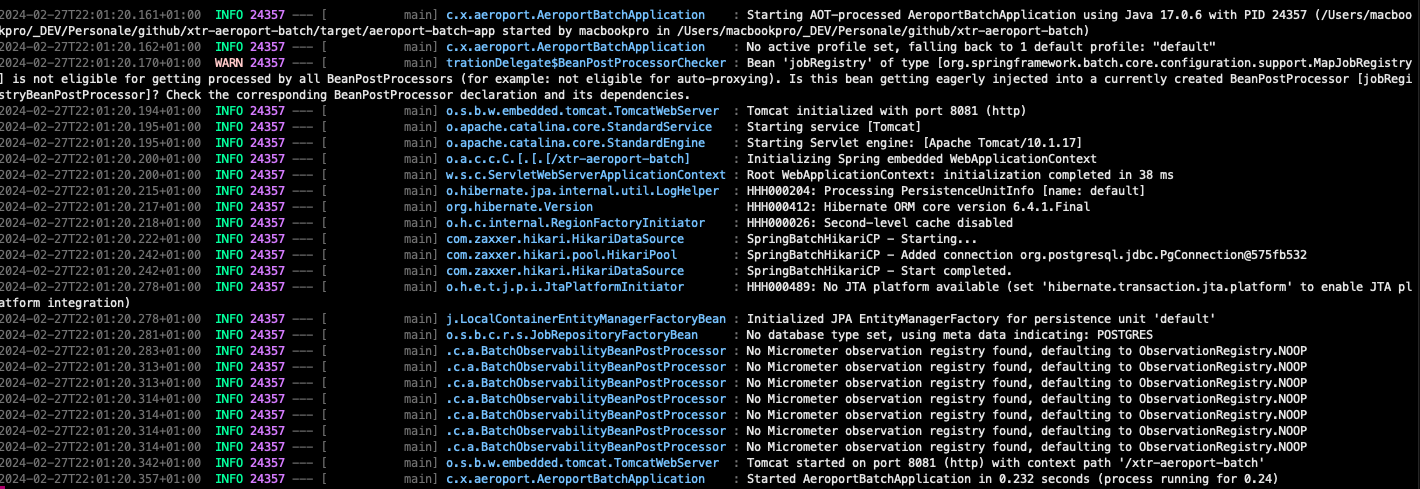 2024-02-27T22:01:20.161+01:00  INFO 24357 --- [           main] c.x.aeroport.AeroportBatchApplication    : Starting AOT-processed AeroportBatchApplication using Java 17.0.6 with PID 24357 (/Users/macboo
kpro/_DEV/Personale/github/xtr-aeroport-batch/target/aeroport-batch-app started by macbookpro in /Users/macbookpro/_DEV/Personale/github/xtr-aeroport-batch)
2024-02-27T22:01:20.162+01:00  INFO 24357 --- [           main] c.x.aeroport.AeroportBatchApplication    : No active profile set, falling back to 1 default profile: "default"
2024-02-27T22:01:20.170+01:00  WARN 24357 --- [           main] trationDelegate$BeanPostProcessorChecker : Bean 'jobRegistry' of type [org.springframework.batch.core.configuration.support.MapJobRegistry
] is not eligible for getting processed by all BeanPostProcessors (for example: not eligible for auto-proxying). Is this bean getting eagerly injected into a currently created BeanPostProcessor [jobRegi
stryBeanPostProcessor]? Check the corresponding BeanPostProcessor declaration and its dependencies.
2024-02-27T22:01:20.194+01:00  INFO 24357 --- [           main] o.s.b.w.embedded.tomcat.TomcatWebServer  : Tomcat initialized with port 8081 (http)
2024-02-27T22:01:20.195+01:00  INFO 24357 --- [           main] o.apache.catalina.core.StandardService   : Starting service [Tomcat]
2024-02-27T22:01:20.195+01:00  INFO 24357 --- [           main] o.apache.catalina.core.StandardEngine    : Starting Servlet engine: [Apache Tomcat/10.1.17]
2024-02-27T22:01:20.200+01:00  INFO 24357 --- [           main] o.a.c.c.C.[.[.[/xtr-aeroport-batch]      : Initializing Spring embedded WebApplicationContext
2024-02-27T22:01:20.200+01:00  INFO 24357 --- [           main] w.s.c.ServletWebServerApplicationContext : Root WebApplicationContext: initialization completed in 38 ms
2024-02-27T22:01:20.215+01:00  INFO 24357 --- [           main] o.hibernate.jpa.internal.util.LogHelper  : HHH000204: Processing PersistenceUnitInfo [name: default]
2024-02-27T22:01:20.217+01:00  INFO 24357 --- [           main] org.hibernate.Version                    : HHH000412: Hibernate ORM core version 6.4.1.Final
2024-02-27T22:01:20.218+01:00  INFO 24357 --- [           main] o.h.c.internal.RegionFactoryInitiator    : HHH000026: Second-level cache disabled
2024-02-27T22:01:20.222+01:00  INFO 24357 --- [           main] com.zaxxer.hikari.HikariDataSource       : SpringBatchHikariCP - Starting...
2024-02-27T22:01:20.242+01:00  INFO 24357 --- [           main] com.zaxxer.hikari.pool.HikariPool        : SpringBatchHikariCP - Added connection org.postgresql.jdbc.PgConnection@575fb532
2024-02-27T22:01:20.242+01:00  INFO 24357 --- [           main] com.zaxxer.hikari.HikariDataSource       : SpringBatchHikariCP - Start completed.
2024-02-27T22:01:20.278+01:00  INFO 24357 --- [           main] o.h.e.t.j.p.i.JtaPlatformInitiator       : HHH000489: No JTA platform available (set 'hibernate.transaction.jta.platform' to enable JTA pl
atform integration)
2024-02-27T22:01:20.278+01:00  INFO 24357 --- [           main] j.LocalContainerEntityManagerFactoryBean : Initialized JPA EntityManagerFactory for persistence unit 'default'
2024-02-27T22:01:20.281+01:00  INFO 24357 --- [           main] o.s.b.c.r.s.JobRepositoryFactoryBean     : No database type set, using meta data indicating: POSTGRES
2024-02-27T22:01:20.283+01:00  INFO 24357 --- [           main] .c.a.BatchObservabilityBeanPostProcessor : No Micrometer observation registry found, defaulting to ObservationRegistry.NOOP
2024-02-27T22:01:20.313+01:00  INFO 24357 --- [           main] .c.a.BatchObservabilityBeanPostProcessor : No Micrometer observation registry found, defaulting to ObservationRegistry.NOOP
2024-02-27T22:01:20.313+01:00  INFO 24357 --- [           main] .c.a.BatchObservabilityBeanPostProcessor : No Micrometer observation registry found, defaulting to ObservationRegistry.NOOP
2024-02-27T22:01:20.314+01:00  INFO 24357 --- [           main] .c.a.BatchObservabilityBeanPostProcessor : No Micrometer observation registry found, defaulting to ObservationRegistry.NOOP
2024-02-27T22:01:20.314+01:00  INFO 24357 --- [           main] .c.a.BatchObservabilityBeanPostProcessor : No Micrometer observation registry found, defaulting to ObservationRegistry.NOOP
2024-02-27T22:01:20.314+01:00  INFO 24357 --- [           main] .c.a.BatchObservabilityBeanPostProcessor : No Micrometer observation registry found, defaulting to ObservationRegistry.NOOP
2024-02-27T22:01:20.314+01:00  INFO 24357 --- [           main] .c.a.BatchObservabilityBeanPostProcessor : No Micrometer observation registry found, defaulting to ObservationRegistry.NOOP
2024-02-27T22:01:20.342+01:00  INFO 24357 --- [           main] o.s.b.w.embedded.tomcat.TomcatWebServer  : Tomcat started on port 8081 (http) with context path '/xtr-aeroport-batch'
2024-02-27T22:01:20.357+01:00  INFO 24357 --- [           main] c.x.aeroport.AeroportBatchApplication    : Started AeroportBatchApplication in 0.232 seconds (process running for 0.24)